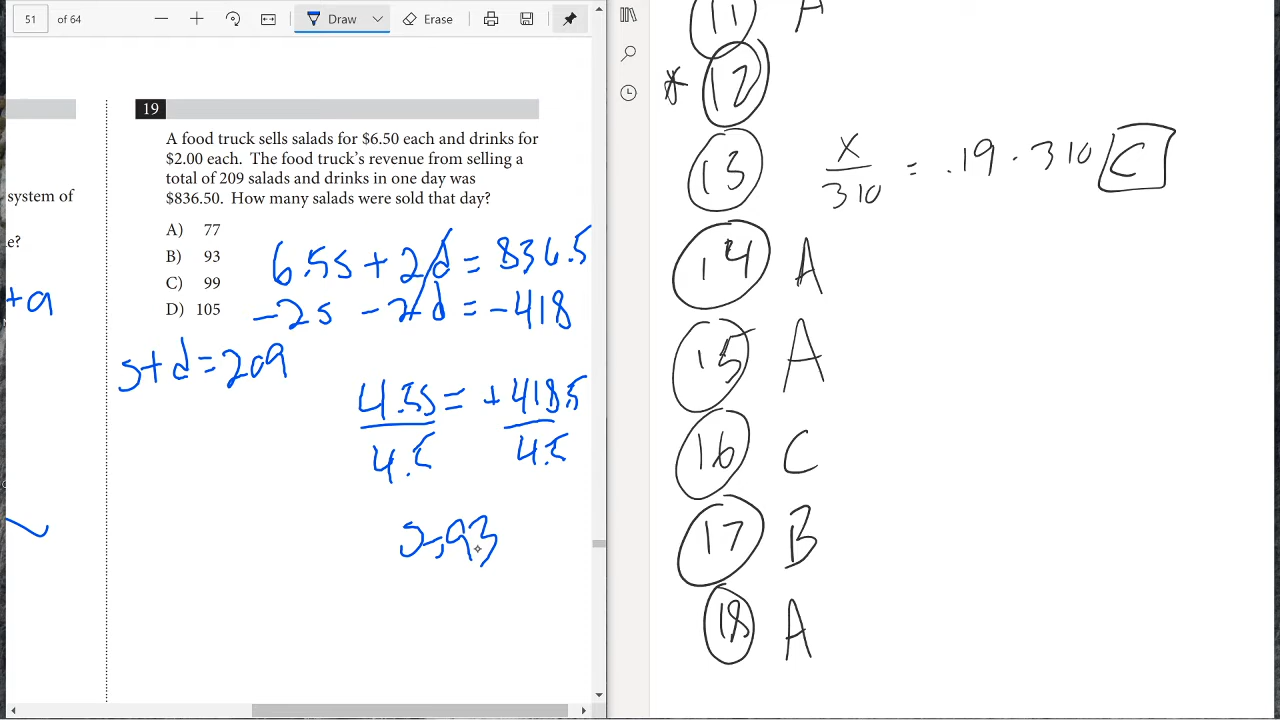 51 of 64 Draw Erase
19
A food truck sells salads for $6.50 each and drinks for
$2.00 each. The food truck's revenue from selling a
total of 209 salads and drinks in one day was
$836.50. How many salads were sold that day?
A) 77
B) 93
C) 99
D) 105
system of
e?
+a
6.5s + 2d = 836.5
-2s - 2d = -418
s+d=209
4.5s = +418.5
4.5 4.5
93
11 A
* 12
13 x/310 = .19 · 310 C
14 A
15 A
16 C
17 B
18 A